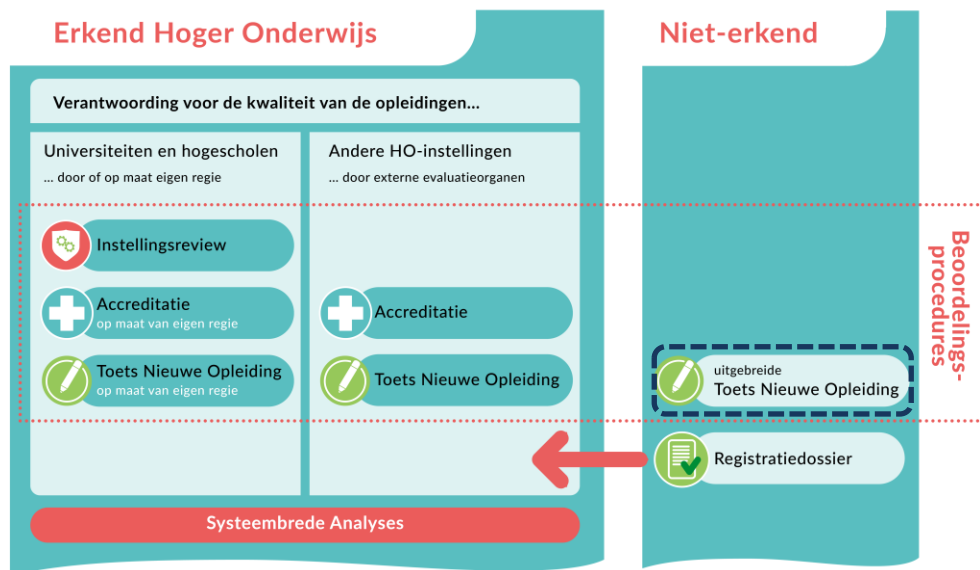 Erkend Hoger Onderwijs
Verantwoording voor de kwaliteit van de opleidingen...
Universiteiten en hogescholen
... door of op maat eigen regie
Instellingsreview
Accreditatie
op maat van eigen regie
Toets Nieuwe Opleiding
op maat van eigen regie
Andere HO-instellingen
... door externe evaluatieorganen
Accreditatie
Toets Nieuwe Opleiding
Systeembrede Analyses
Niet-erkend
uitgebreide
Toets Nieuwe Opleiding
Registratiedossier
Beoordelings-
procedures